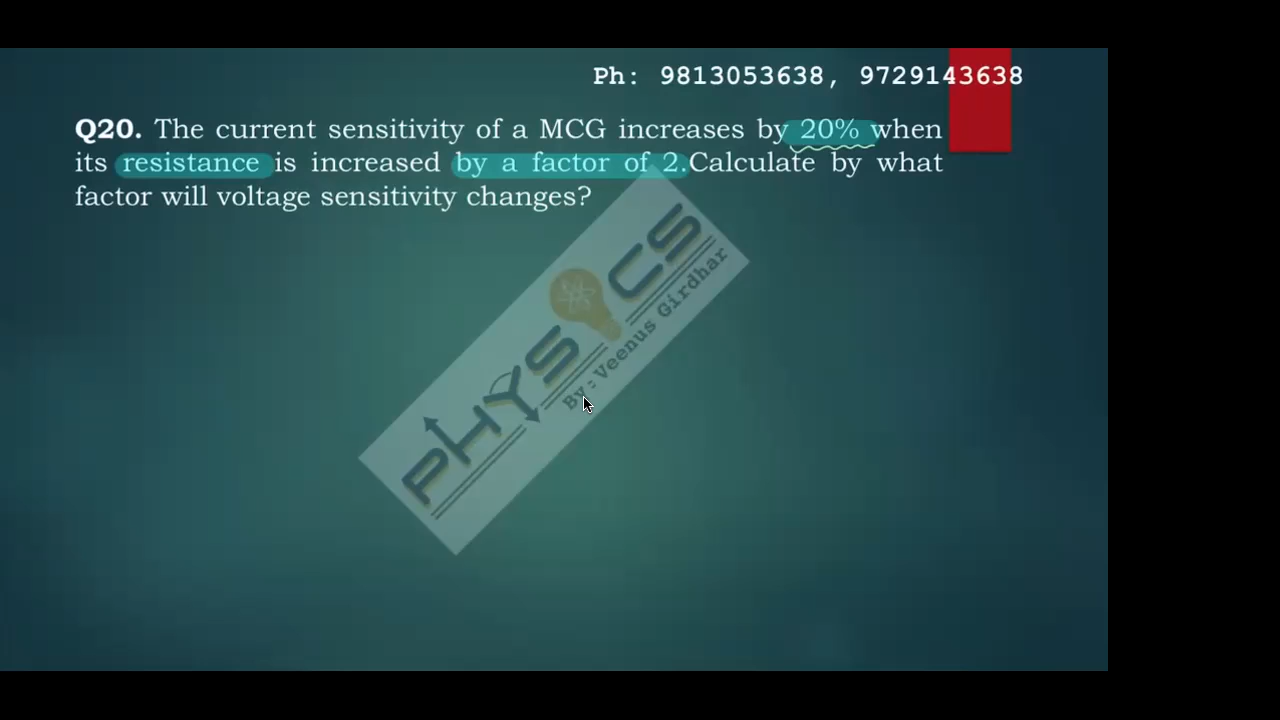 Ph: 9813053638, 9729143638
Q20. The current sensitivity of a MCG increases by 20% when
its resistance is increased by a factor of 2.Calculate by what
factor will voltage sensitivity changes?
PHYSICS
By: Veenus Girdhar